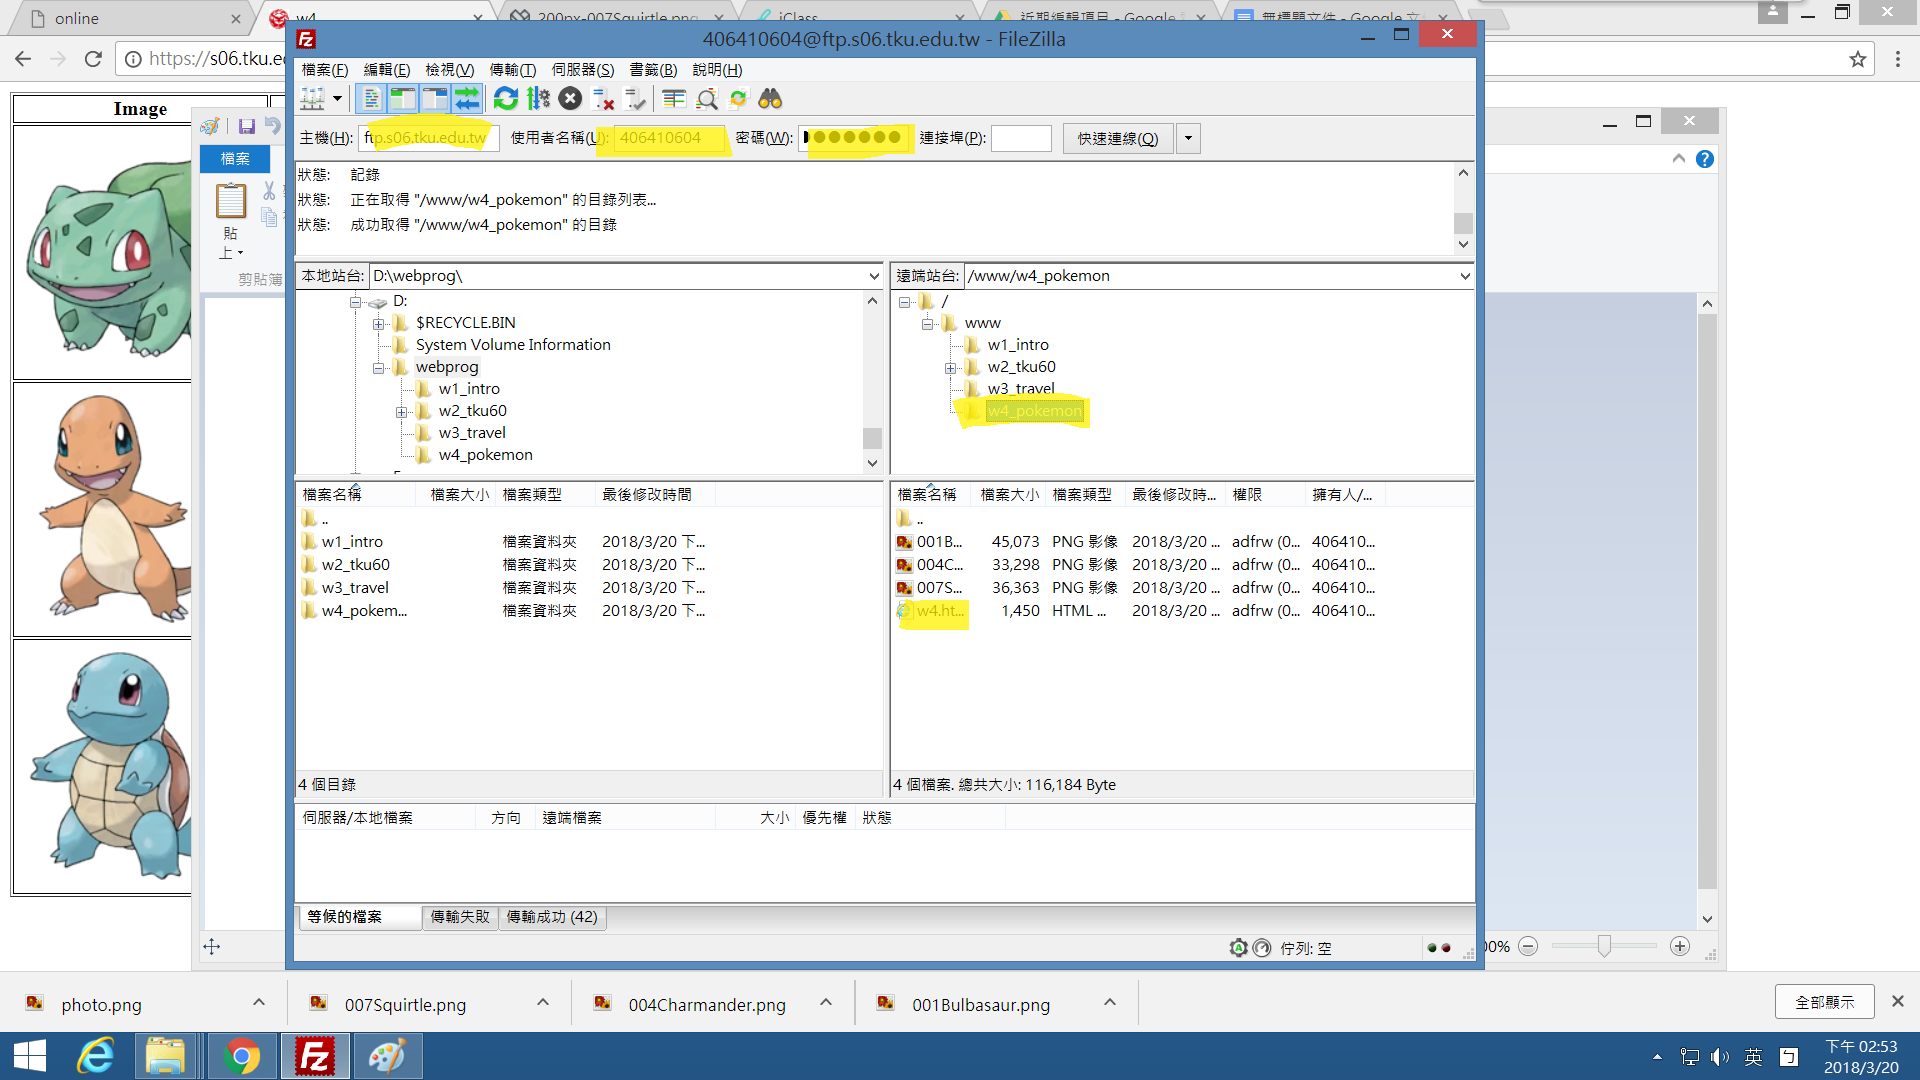 online
w4
200px-007Squirtle.png
iClass
近期編輯項目 - Google
無標題文件 - Google 文
https://s06.tku.e
406410604@ftp.s06.tku.edu.tw - FileZilla
檔案(F) 編輯(E) 檢視(V) 傳輸(T) 伺服器(S) 書籤(B) 說明(H)
主機(H): ftp.s06.tku.edu.tw 使用者名稱(U): 406410604 密碼(W): ●●●●●●● 連接埠(P): 快速連線(Q)
狀態: 記錄
狀態: 正在取得 "/www/w4_pokemon" 的目錄列表...
狀態: 成功取得 "/www/w4_pokemon" 的目錄
Image
檔案
貼
上
剪貼簿
本地站台: D:\webprog\
D:
$RECYCLE.BIN
System Volume Information
webprog
w1_intro
w2_tku60
w3_travel
w4_pokemon
遠端站台: /www/w4_pokemon
/
www
w1_intro
w2_tku60
w3_travel
w4_pokemon
檔案名稱 檔案大小 檔案類型 最後修改時間
..
w1_intro 檔案資料夾 2018/3/20 下...
w2_tku60 檔案資料夾 2018/3/20 下...
w3_travel 檔案資料夾 2018/3/20 下...
w4_pokem... 檔案資料夾 2018/3/20 下...
4 個目錄
檔案名稱 檔案大小 檔案類型 最後修改時... 權限 擁有人/...
..
001B... 45,073 PNG 影像 2018/3/20 ... adfrw (0... 406410...
004C... 33,298 PNG 影像 2018/3/20 ... adfrw (0... 406410...
007S... 36,363 PNG 影像 2018/3/20 ... adfrw (0... 406410...
w4.ht... 1,450 HTML ... 2018/3/20 ... adfrw (0... 406410...
4 個檔案. 總共大小: 116,184 Byte
伺服器/本地檔案 方向 遠端檔案 大小 優先權 狀態
等候的檔案 傳輸失敗 傳輸成功 (42)
佇列: 空
00%
photo.png
007Squirtle.png
004Charmander.png
001Bulbasaur.png
全部顯示
英
ㄅ
下午 02:53
2018/3/20